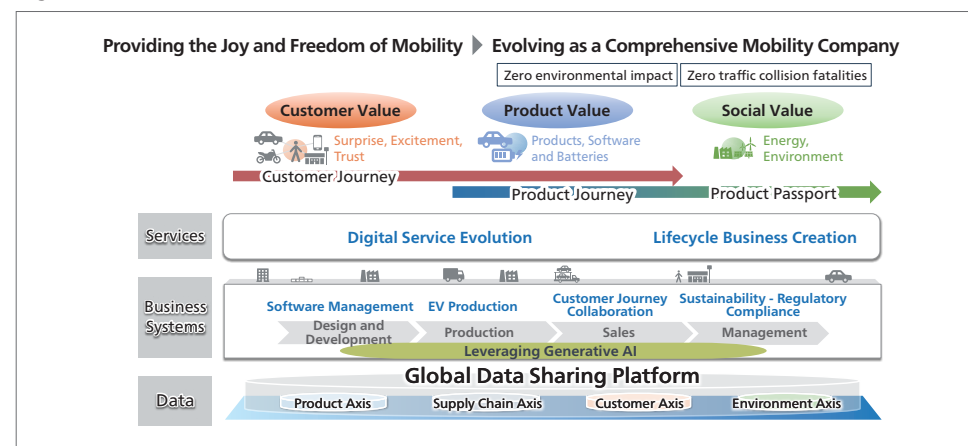 Providing the Joy and Freedom of Mobility Evolving as a Comprehensive Mobility Company
Zero environmental impact Zero traffic collision fatalities
Customer Value Product Value Social Value
Surprise, Excitement,
Trust
Products, Software
and Batteries
Energy,
Environment
Customer Journey
Product Journey Product Passport
Services
Digital Service Evolution Lifecycle Business Creation
Business
Systems
Software Management EV Production
Customer Journey
Collaboration
Sustainability - Regulatory
Compliance
Design and
Development
Production Sales Management
Leveraging Generative AI
Data
Global Data Sharing Platform
Product Axis Supply Chain Axis Customer Axis Environment Axis